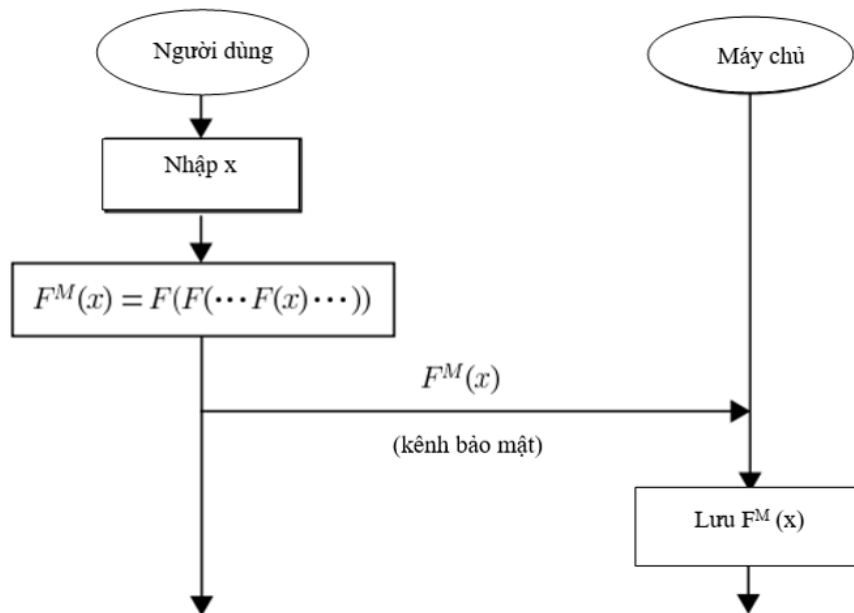 Người dùng
Máy chủ
Nhập x
F^M(x) = F(F(⋯F(x)⋯))
F^M(x)
(kênh bảo mật)
Lưu F^M (x)